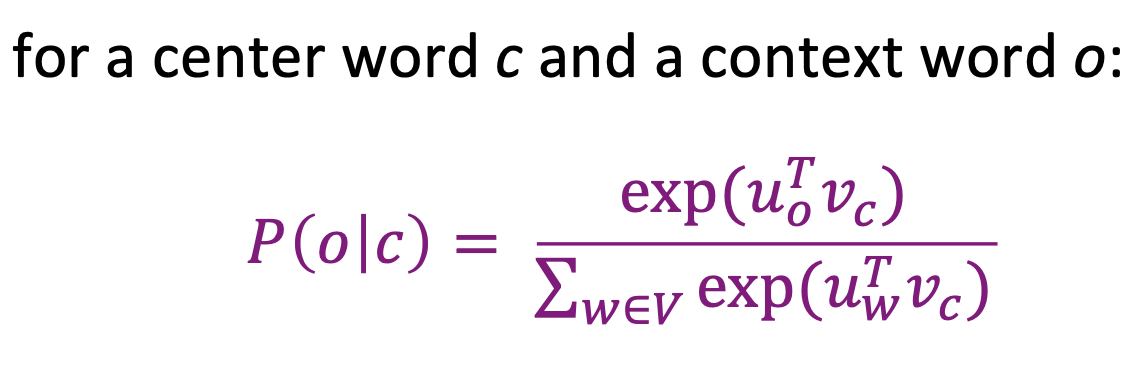 for a center word c and a context word o:
P(o|c) = exp(u_o^T v_c) / ∑_{w∈V} exp(u_w^T v_c)